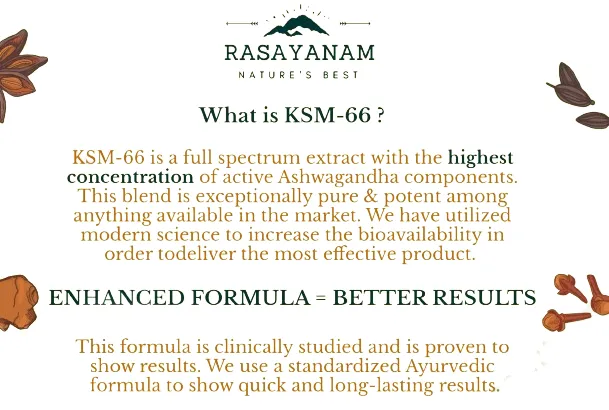 RASAYANAM
NATURE'S BEST
What is KSM-66 ?
KSM-66 is a full spectrum extract with the highest
concentration of active Ashwagandha components.
This blend is exceptionally pure & potent among
anything available in the market. We have utilized
modern science to increase the bioavailability in
order todeliver the most effective product.
ENHANCED FORMULA = BETTER RESULTS
This formula is clinically studied and is proven to
show results. We use a standardized Ayurvedic
formula to show quick and long-lasting results.